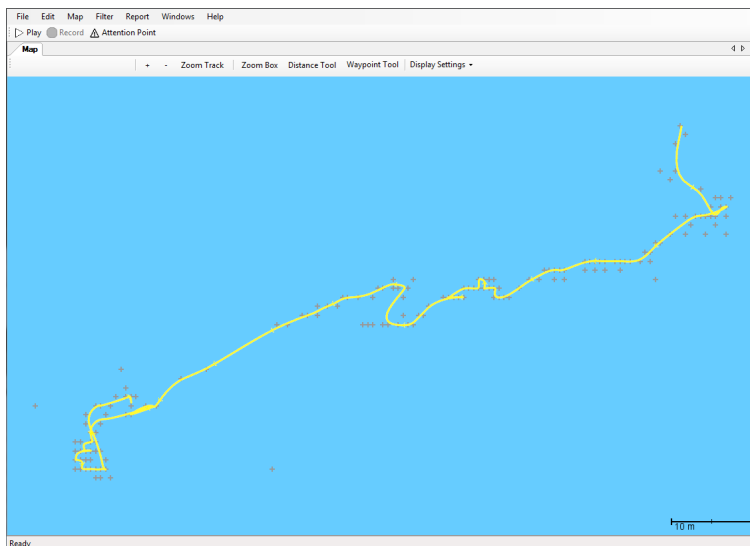 File Edit Map Filter Report Windows Help
Play Record Attention Point
Map
+ - Zoom Track Zoom Box Distance Tool Waypoint Tool Display Settings
10 m
Ready